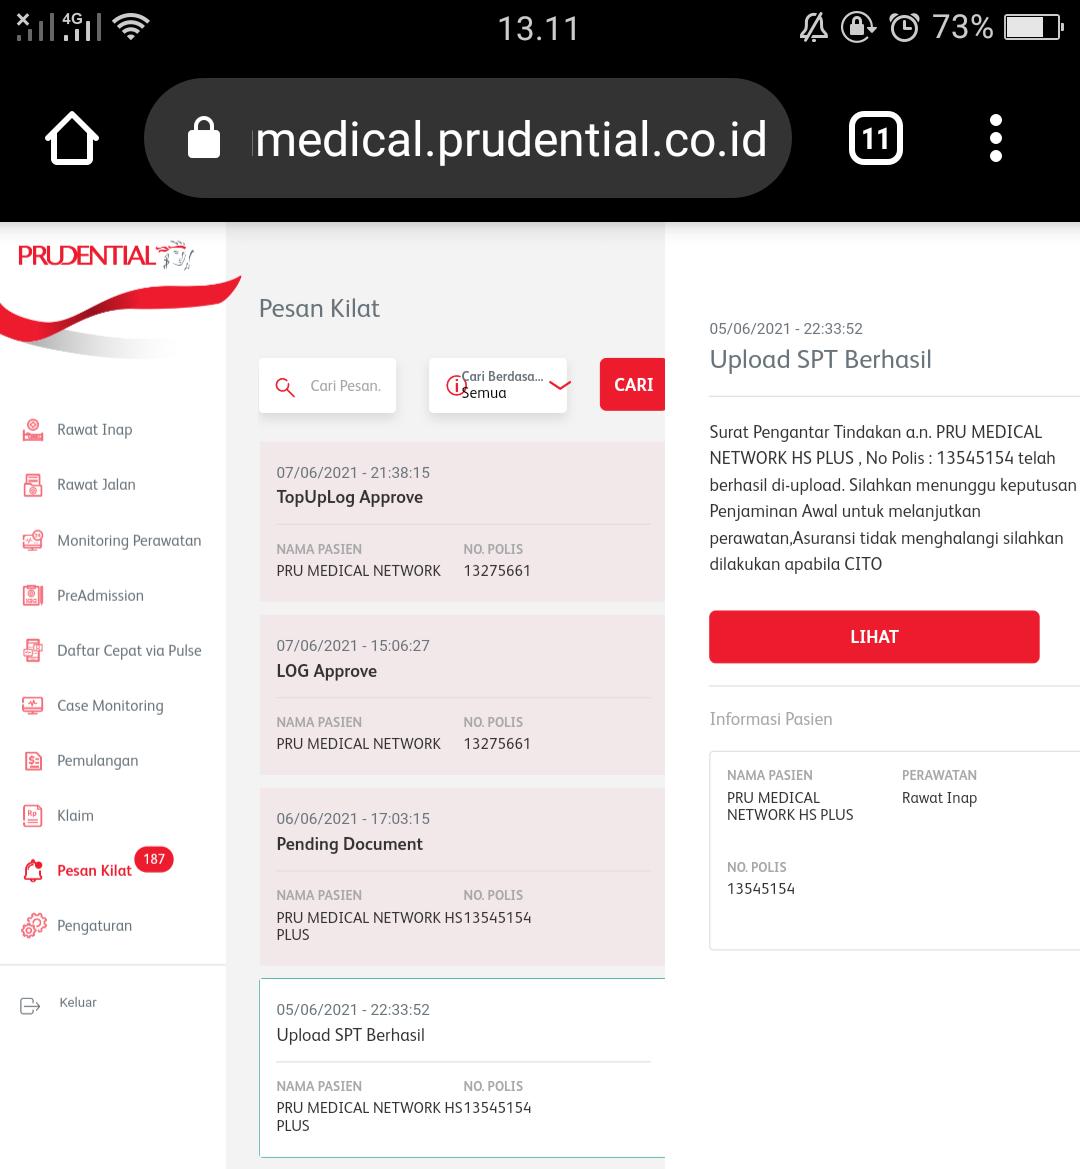 4G
13.11
73%
medical.prudential.co.id
11
PRUDENTIAL
Rawat Inap
Rawat Jalan
Monitoring Perawatan
PreAdmission
Daftar Cepat via Pulse
Case Monitoring
Pemulangan
Klaim
Pesan Kilat
187
Pengaturan
Keluar
Pesan Kilat
Cari Pesan.
Cari Berdasa...
Semua
CARI
07/06/2021 - 21:38:15
TopUpLog Approve
NAMA PASIEN NO. POLIS
PRU MEDICAL NETWORK 13275661
07/06/2021 - 15:06:27
LOG Approve
NAMA PASIEN NO. POLIS
PRU MEDICAL NETWORK 13275661
06/06/2021 - 17:03:15
Pending Document
NAMA PASIEN NO. POLIS
PRU MEDICAL NETWORK HS 13545154
PLUS
05/06/2021 - 22:33:52
Upload SPT Berhasil
NAMA PASIEN NO. POLIS
PRU MEDICAL NETWORK HS 13545154
PLUS
05/06/2021 - 22:33:52
Upload SPT Berhasil
Surat Pengantar Tindakan a.n. PRU MEDICAL
NETWORK HS PLUS , No Polis : 13545154 telah
berhasil di-upload. Silahkan menunggu keputusan
Penjaminan Awal untuk melanjutkan
perawatan,Asuransi tidak menghalangi silahkan
dilakukan apabila CITO
LIHAT
Informasi Pasien
NAMA PASIEN PERAWATAN
PRU MEDICAL Rawat Inap
NETWORK HS PLUS
NO. POLIS
13545154